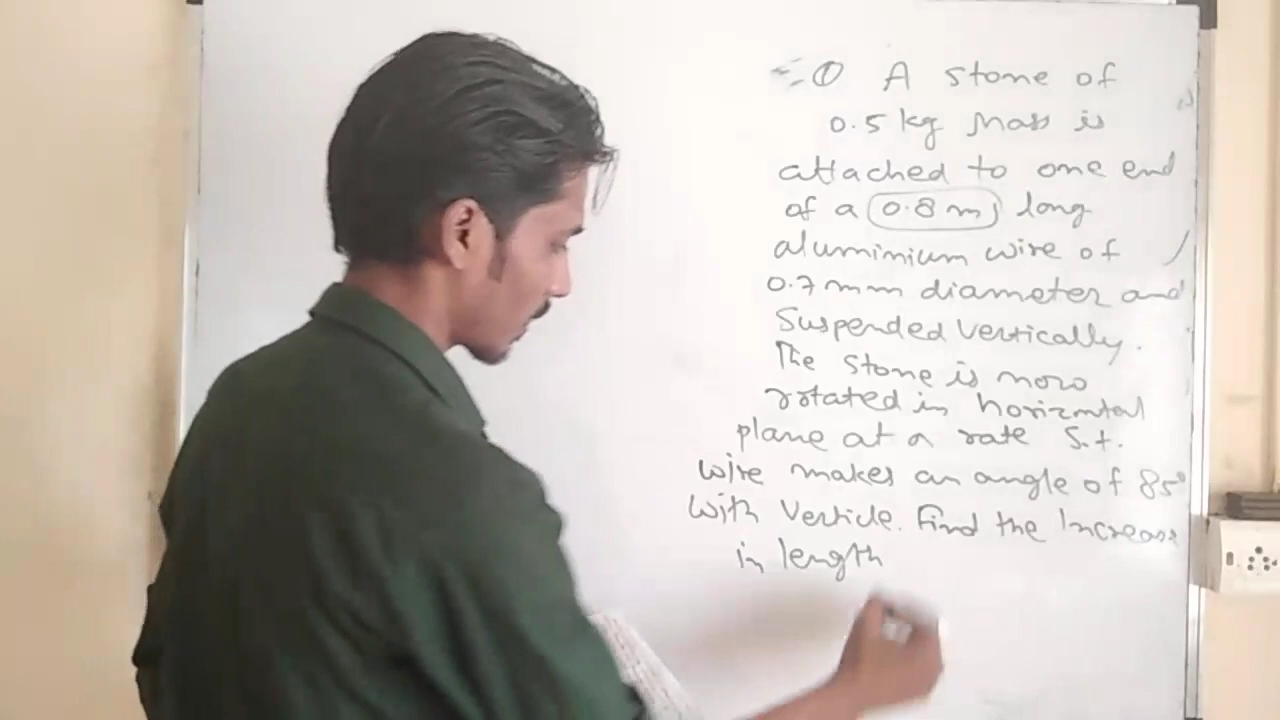 ① A stone of
0.5 kg Mass is
attached to one end
of a 0.8 m long
aluminium wire of
0.7 mm diameter and
Suspended vertically.
The stone is now
rotated in horizontal
plane at a rate S.t.
wire makes an angle of 85°
with verticle. Find the Increase
in length